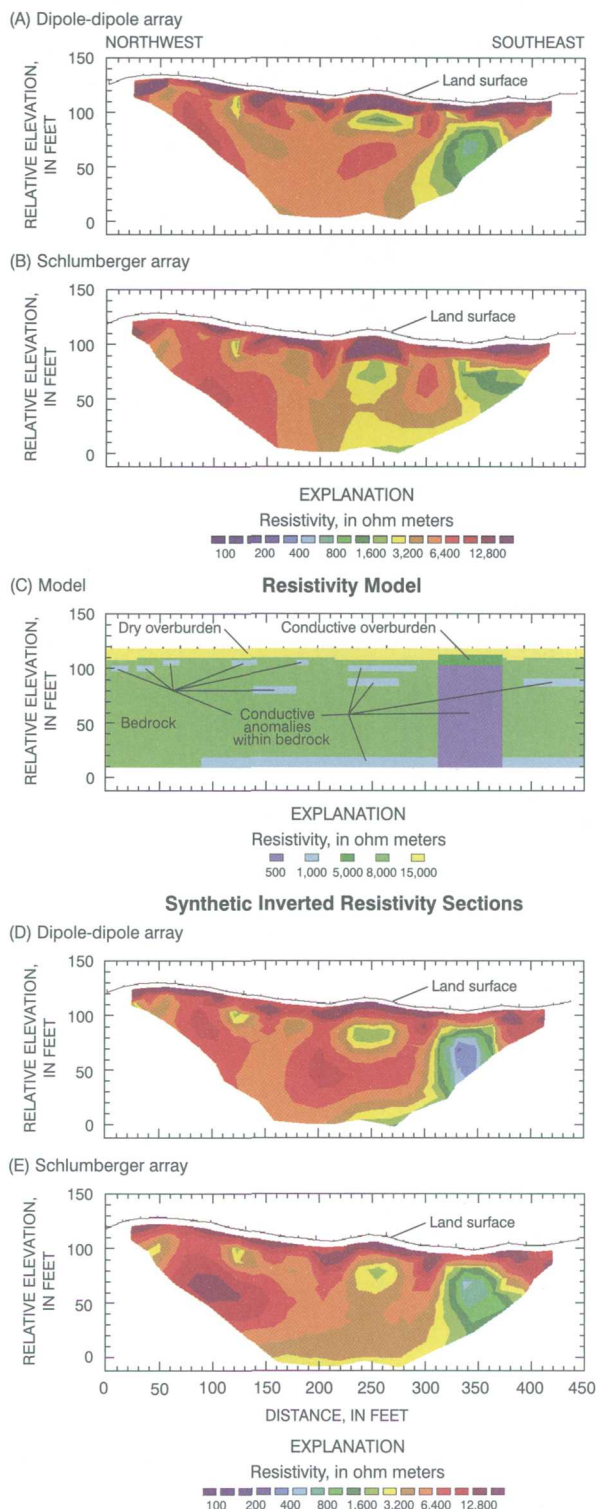 (A) Dipole-dipole array
NORTHWEST SOUTHEAST
150
100
50
0
RELATIVE ELEVATION,
IN FEET
Land surface
(B) Schlumberger array
150
100
50
0
RELATIVE ELEVATION,
IN FEET
Land surface
EXPLANATION
Resistivity, in ohm meters
100 200 400 800 1,600 3,200 6,400 12,800
(C) Model Resistivity Model
150
100
50
0
RELATIVE ELEVATION,
IN FEET
Dry overburden Conductive overburden
Bedrock
Conductive
anomalies
within bedrock
EXPLANATION
Resistivity, in ohm meters
500 1,000 5,000 8,000 15,000
Synthetic Inverted Resistivity Sections
(D) Dipole-dipole array
150
100
50
0
RELATIVE ELEVATION,
IN FEET
Land surface
(E) Schlumberger array
150
100
50
0
RELATIVE ELEVATION,
IN FEET
Land surface
0 50 100 150 200 250 300 350 400 450
DISTANCE, IN FEET
EXPLANATION
Resistivity, in ohm meters
100 200 400 800 1,600 3,200 6,400 12,800